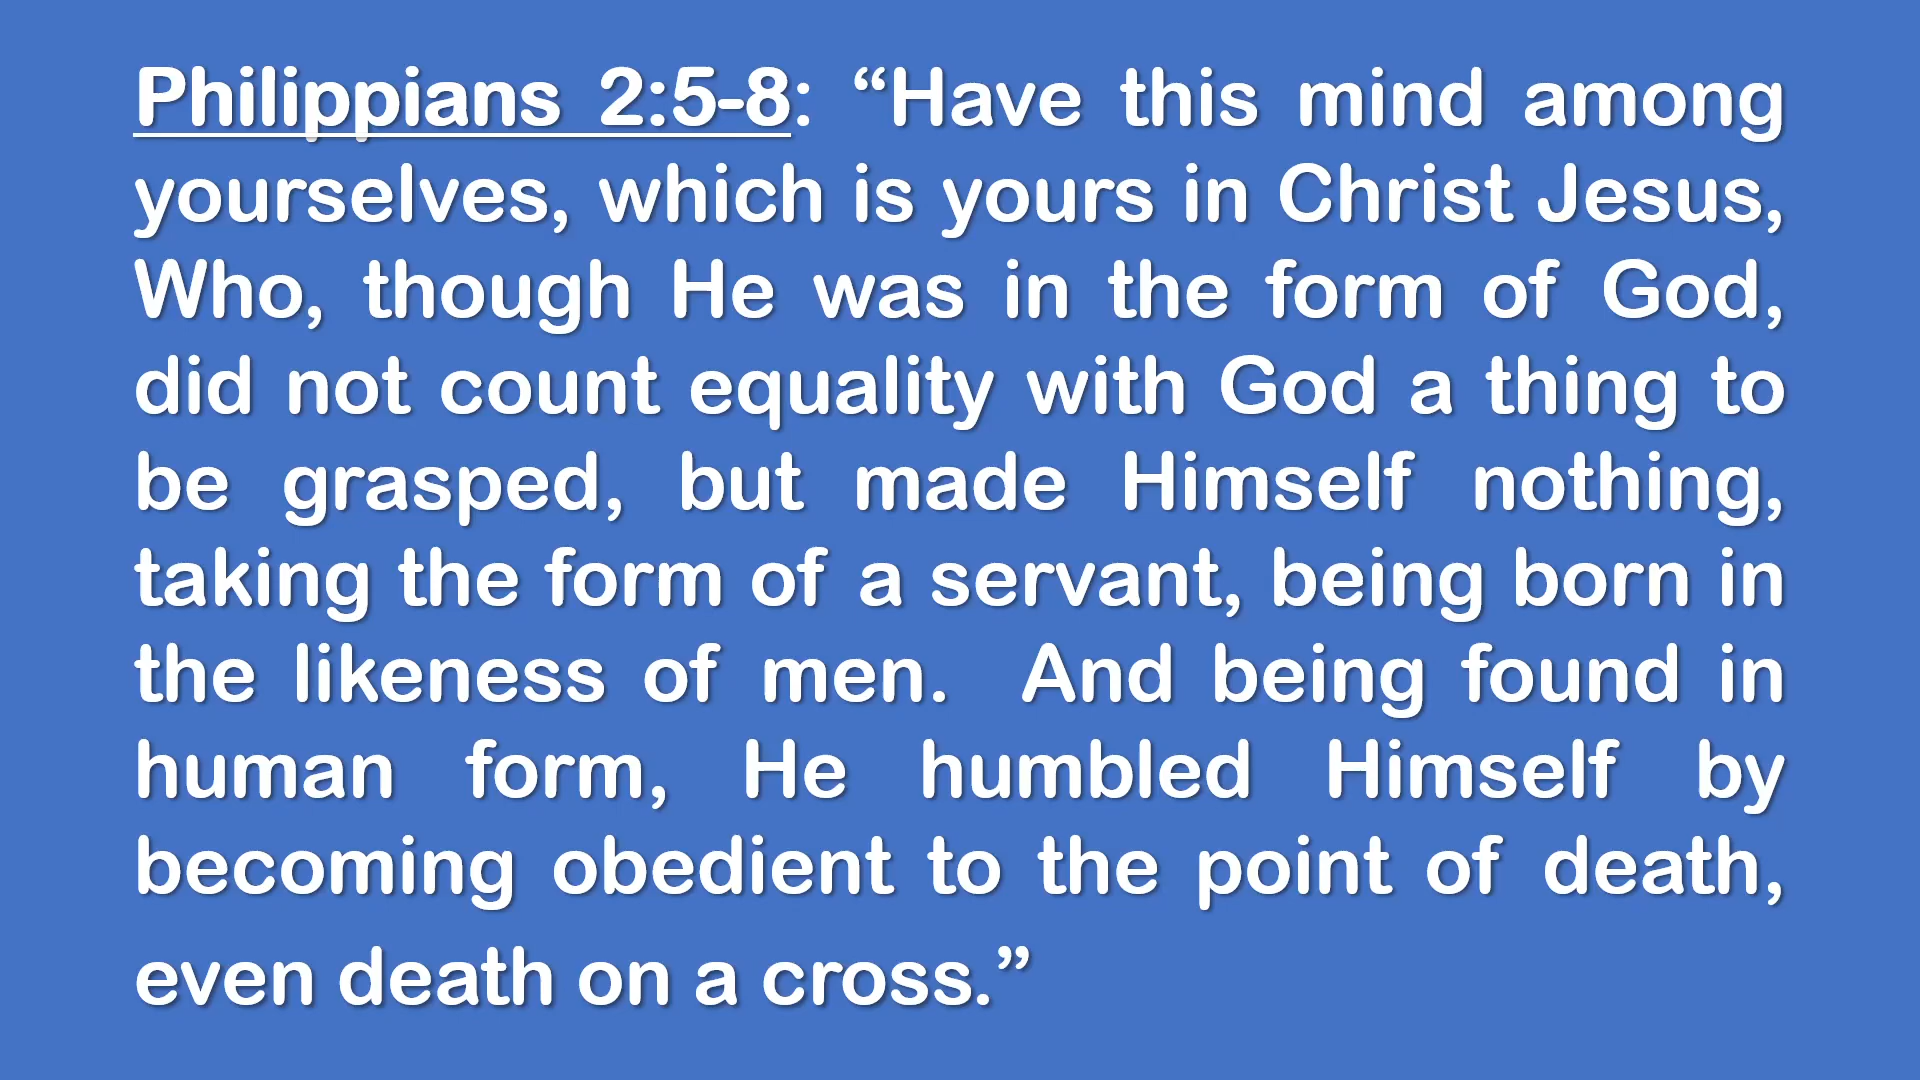 Philippians 2:5-8: “Have this mind among
yourselves, which is yours in Christ Jesus,
Who, though He was in the form of God,
did not count equality with God a thing to
be grasped, but made Himself nothing,
taking the form of a servant, being born in
the likeness of men.  And being found in
human form, He humbled Himself by
becoming obedient to the point of death,
even death on a cross.”